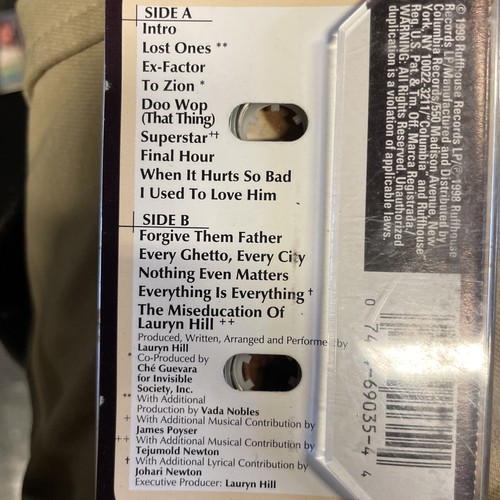 SIDE A
Intro
Lost Ones **
Ex-Factor
To Zion *
Doo Wop
(That Thing)
Superstar++
Final Hour
When It Hurts So Bad
I Used To Love Him
SIDE B
Forgive Them Father
Every Ghetto, Every City
Nothing Even Matters
Everything Is Everything †
The Miseducation Of
Lauryn Hill ++
Produced, Written, Arranged and Performed by
Lauryn Hill
* Co-Produced by
Ché Guevara
for Invisible
Society, Inc.
** With Additional
Production by Vada Nobles
+ With Additional Musical Contribution by
James Poyser
++ With Additional Musical Contribution by
Tejumold Newton
† With Additional Lyrical Contribution by
Johari Newton
Executive Producer: Lauryn Hill
© 1998 Ruffhouse Records LP/℗ 1998 Ruffhouse
Records LP/Manufactured and Distributed by
Columbia Records/550 Madison Avenue, New
York, NY 10022-3211/"Columbia" and Ruffhouse
Reg. U.S. Pat. & Tm. Off. Marca Registrada./
WARNING: All Rights Reserved. Unauthorized
duplication is a violation of applicable laws.
0 74 -69035-4 4